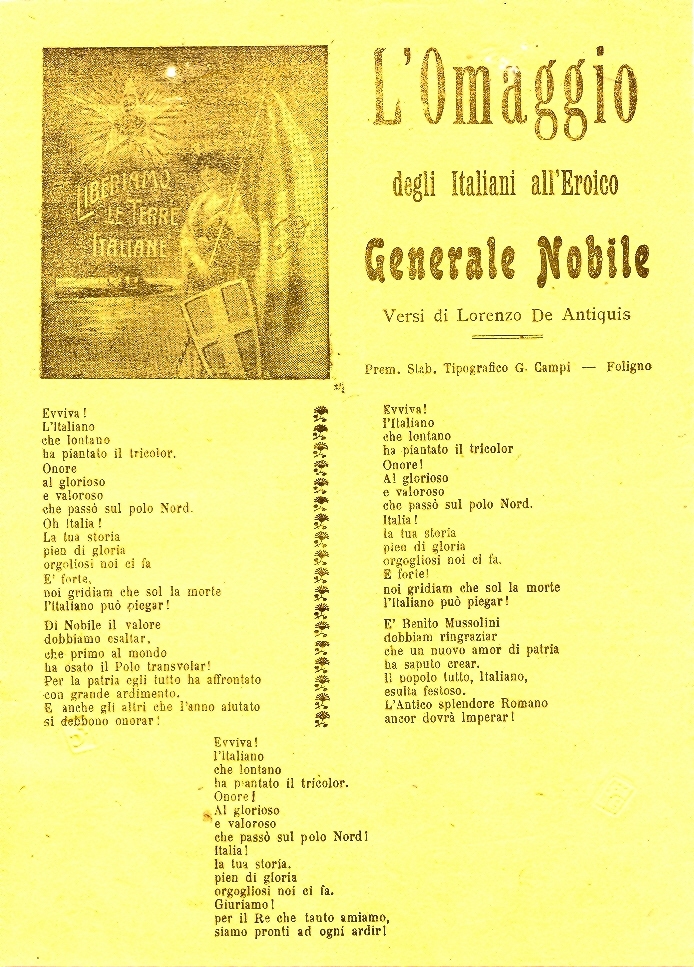 LIBERIAMO
LE TERRE
ITALIANE
L'Omaggio
degli Italiani all'Eroico
Generale Nobile
Versi di Lorenzo De Antiquis
Prem. Stab. Tipografico G. Campi — Foligno
Evviva!
L'Italiano
che lontano
ha piantato il tricolor.
Onore
al glorioso
e valoroso
che passò sul polo Nord.
Oh Italia!
La tua storia
pien di gloria
orgoliosi noi ci fa
E' forte,
noi gridiam che sol la morte
l'italiano può piegar!
Di Nobile il valore
dobbiamo esaltar,
che primo al mondo
ha osato il Polo transvolar!
Per la patria egli tutto ha affrontato
con grande ardimento.
E anche gli altri che l'anno aiutato
si debbono onorar!
Evviva!
l'Italiano
che lontano
ha piantato il tricolor
Onore!
Al glorioso
e valoroso
che passò sul polo Nord.
Italia!
la tua storia
pien di gloria
orgogliosi noi ci fa.
E forte!
noi gridiam che sol la morte
l'italiano può piegar!
E' Benito Mussolini
dobbiam ringraziar
che un nuovo amor di patria
ha saputo crear.
Il popolo tutto, Italiano,
esulta festoso.
L'Antico splendore Romano
ancor dovrà Imperar!
Evviva!
l'Italiano
che lontano
ha piantato il tricolor.
Onore!
Al glorioso
e valoroso
che passò sul polo Nord!
Italia!
la tua storia.
pien di gloria
orgogliosi noi ci fa.
Giuriamo!
per il Re che tanto amiamo,
siamo pronti ad ogni ardir!